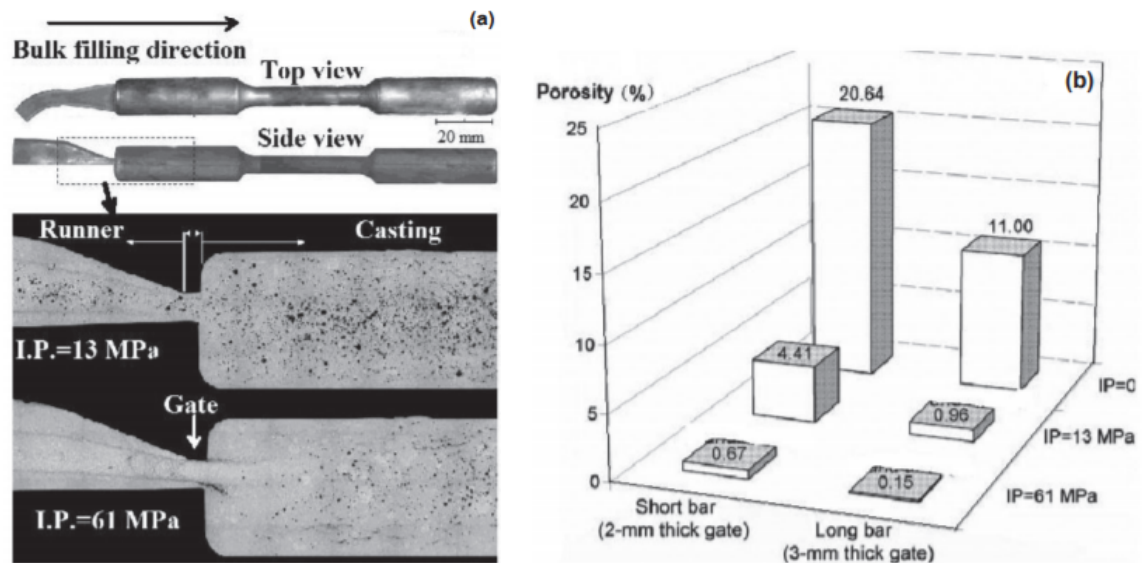 (a)
Bulk filling direction
Top view
20 mm
Side view
Runner
Casting
I.P.=13 MPa
Gate
I.P.=61 MPa
(b)
Porosity (%)
25
20
15
10
5
0
20.64
11.00
4.41
0.96
0.67
0.15
IP=0
IP=13 MPa
IP=61 MPa
Short bar
(2-mm thick gate)
Long bar
(3-mm thick gate)